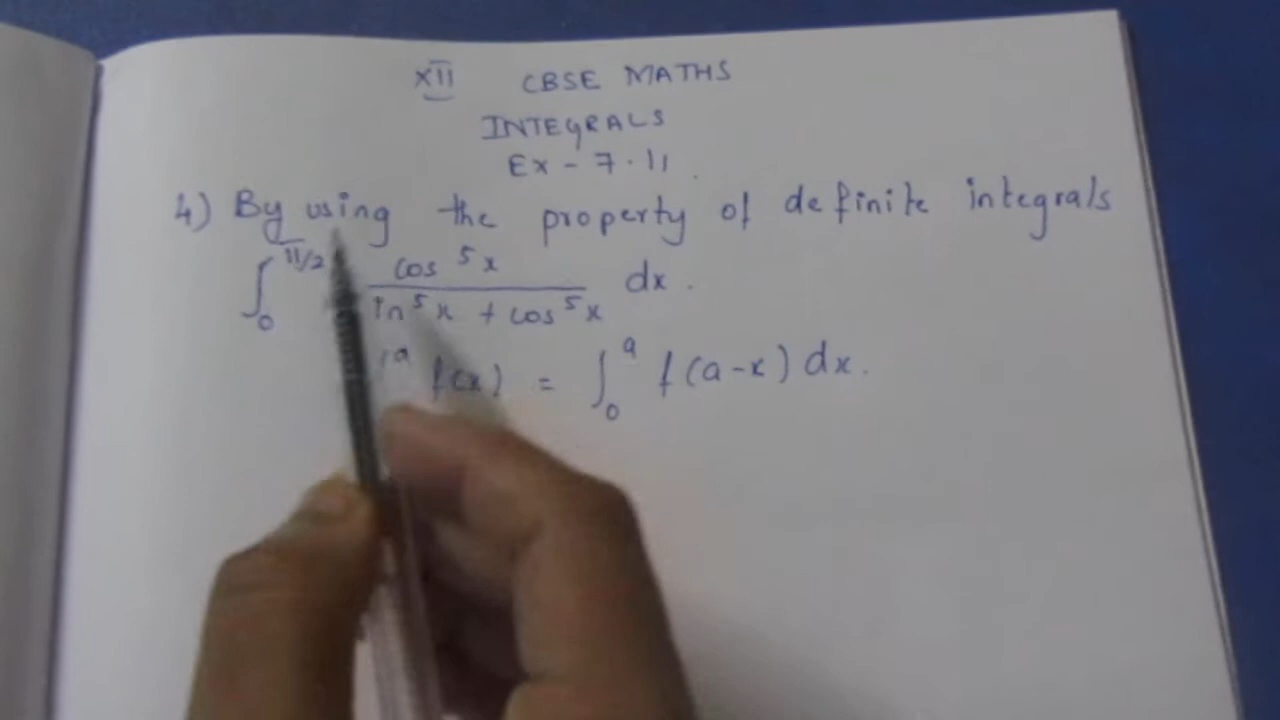 XII CBSE MATHS
INTEGRALS
Ex - 7.11.
4) By using the property of definite integrals
∫₀^π/2 cos⁵x / in⁵x + cos⁵x dx.
a f(x) = ∫₀^a f(a-x) dx.